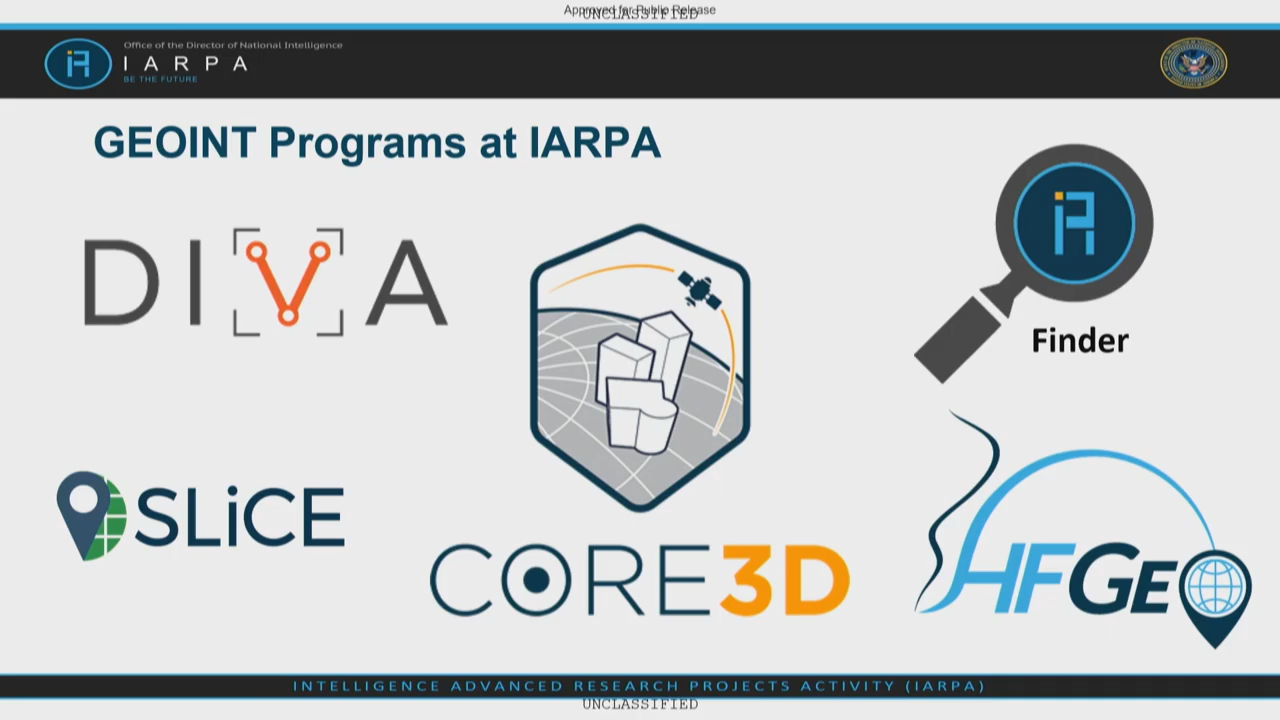 Approved for Public Release
UNCLASSIFIED
Office of the Director of National Intelligence
IARPA
BE THE FUTURE
GEOINT Programs at IARPA
DIVA
Finder
SLiCE
CORE3D
HFGEO
INTELLIGENCE ADVANCED RESEARCH PROJECTS ACTIVITY (IARPA)
UNCLASSIFIED